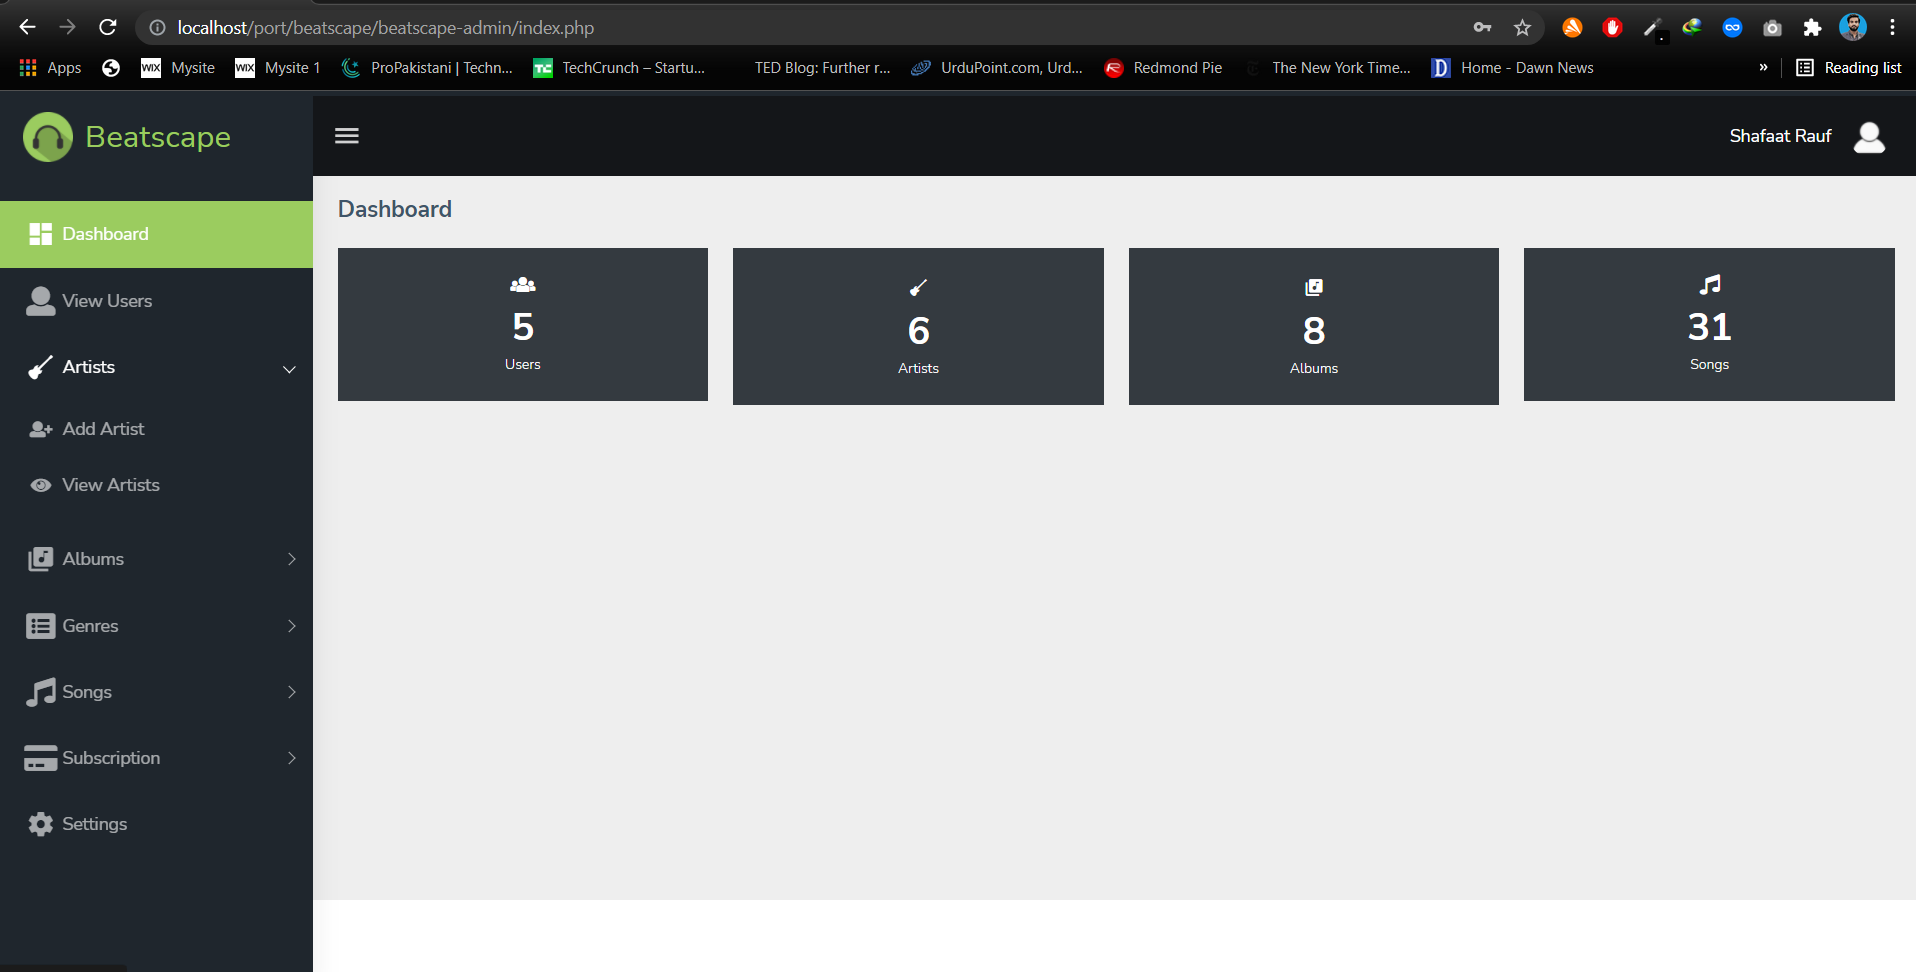 localhost/port/beatscape/beatscape-admin/index.php
Apps
WiX Mysite
WiX Mysite 1
ProPakistani | Techn...
TC TechCrunch – Startu...
TED Blog: Further r...
UrduPoint.com, Urd...
Redmond Pie
The New York Time...
D Home - Dawn News
»
Reading list
Beatscape
Shafaat Rauf
Dashboard
View Users
Artists
Add Artist
View Artists
Albums
Genres
Songs
Subscription
Settings
Dashboard
5
Users
6
Artists
8
Albums
31
Songs